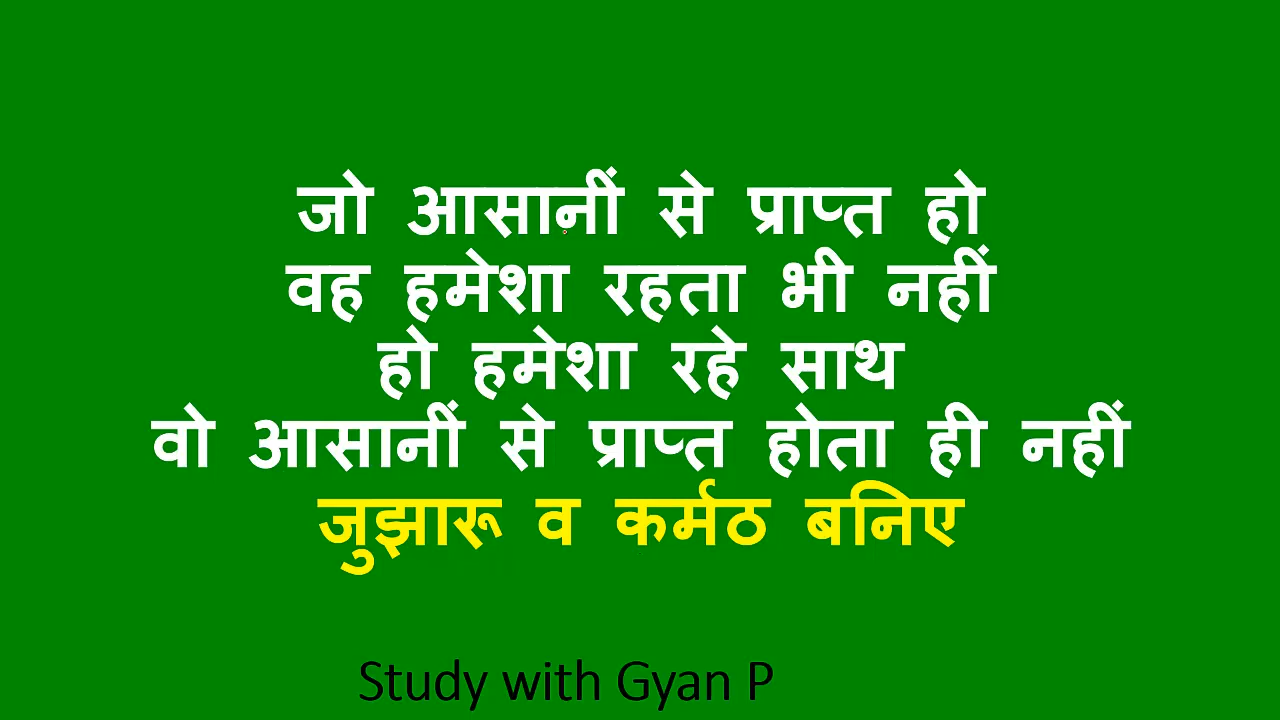 जो आसानीं से प्राप्त हो
वह हमेशा रहता भी नहीं
हो हमेशा रहे साथ
वो आसानीं से प्राप्त होता ही नहीं
जुझारू व कर्मठ बनिए
Study with Gyan P